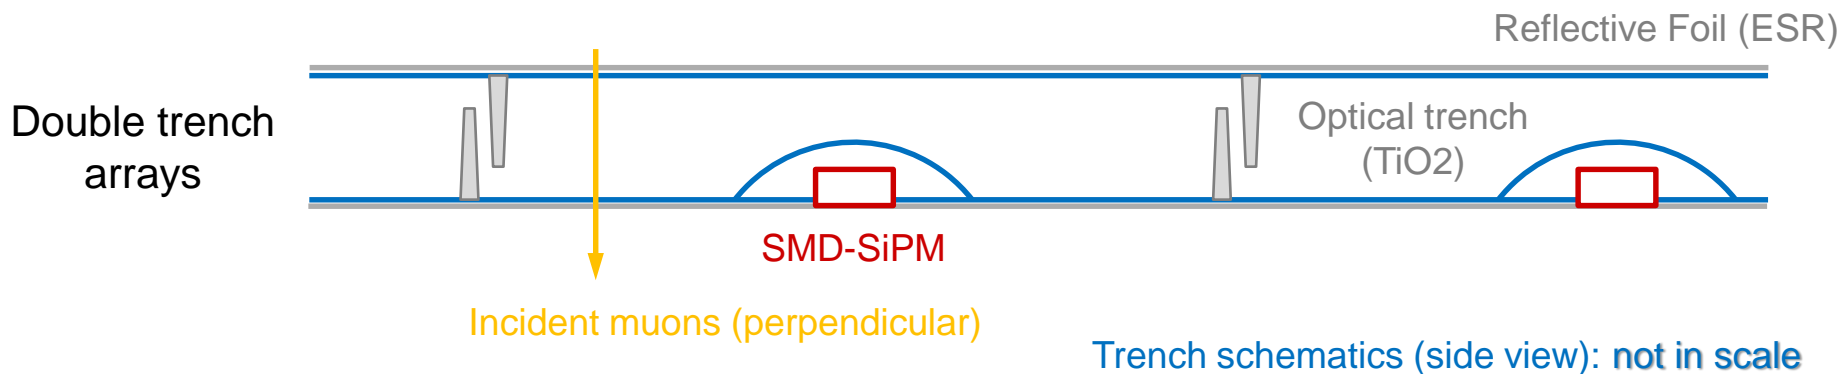 Reflective Foil (ESR)
Double trench
arrays
Optical trench
(TiO2)
SMD-SiPM
Incident muons (perpendicular)
Trench schematics (side view): not in scale